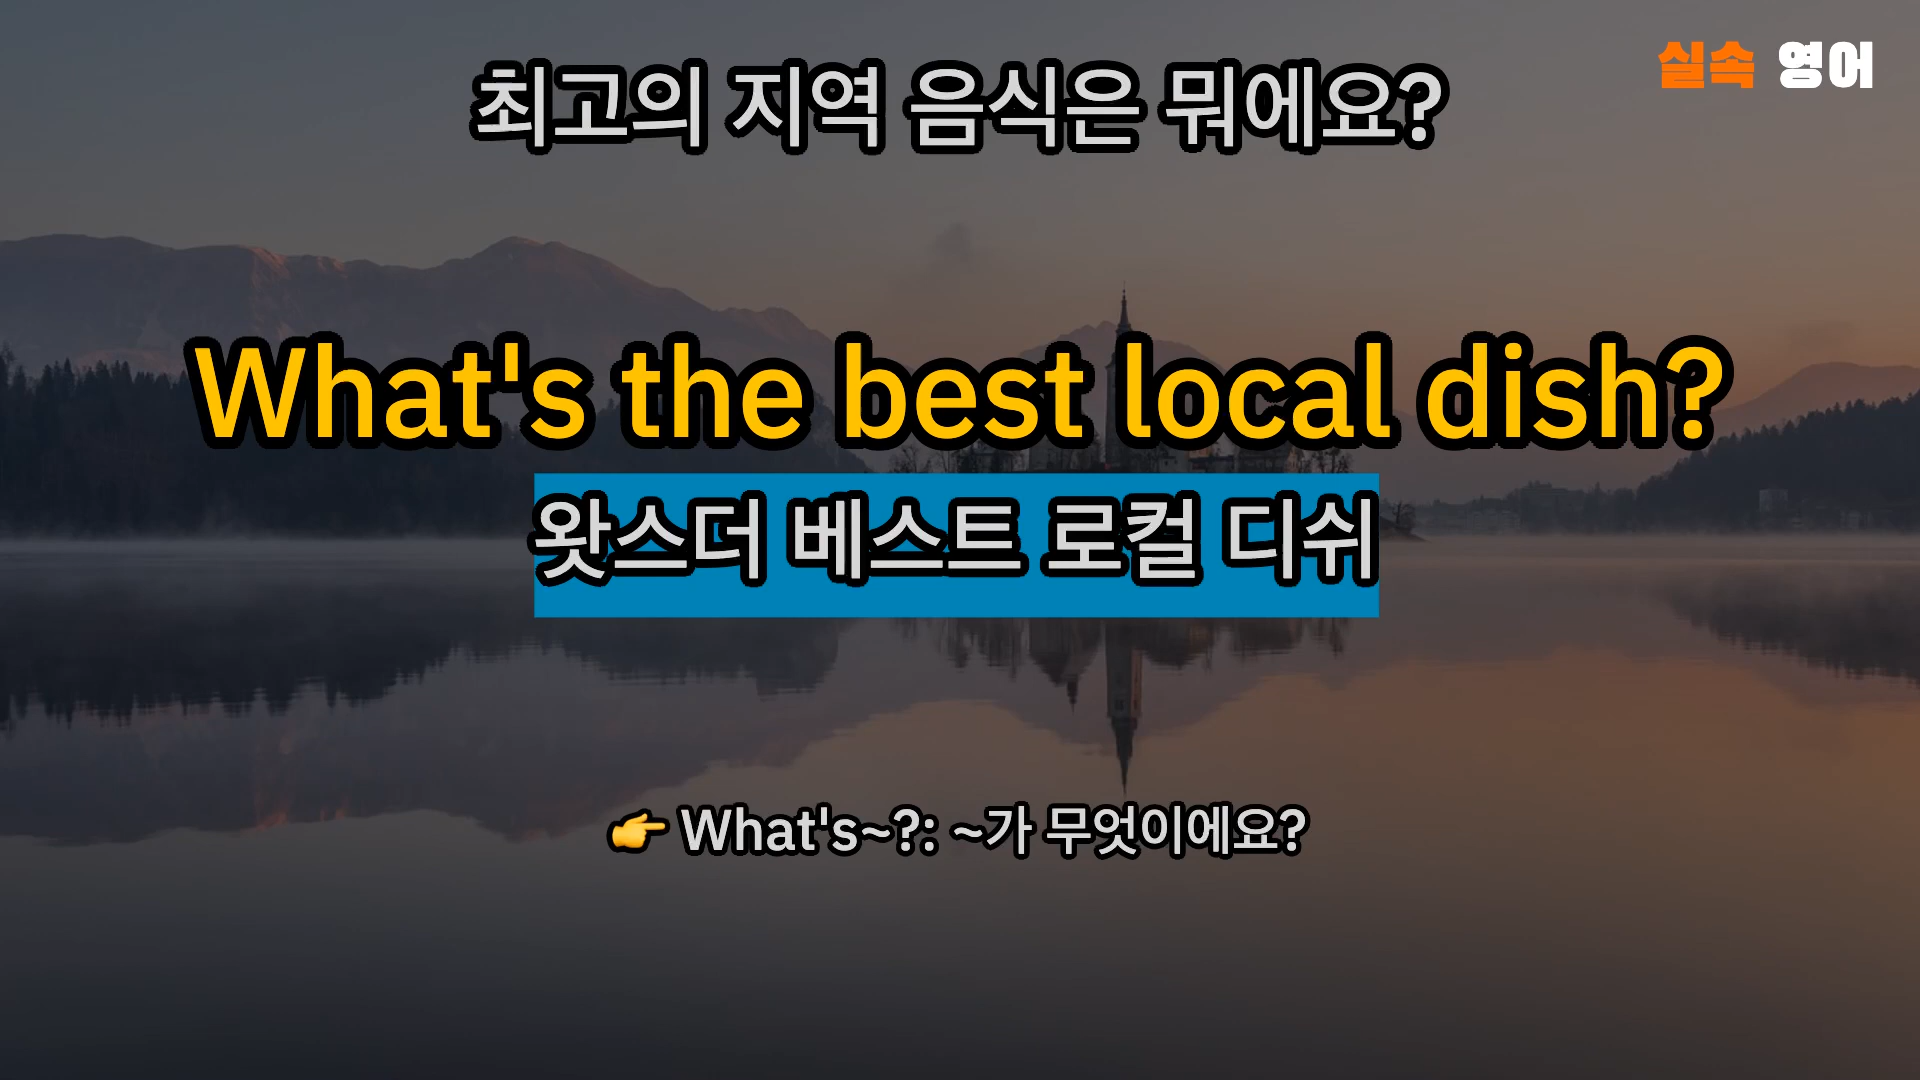 실속 영어
최고의 지역 음식은 뭐에요?
What's the best local dish?
왓스더 베스트 로컬 디쉬
👉 What's~?: ~가 무엇이에요?